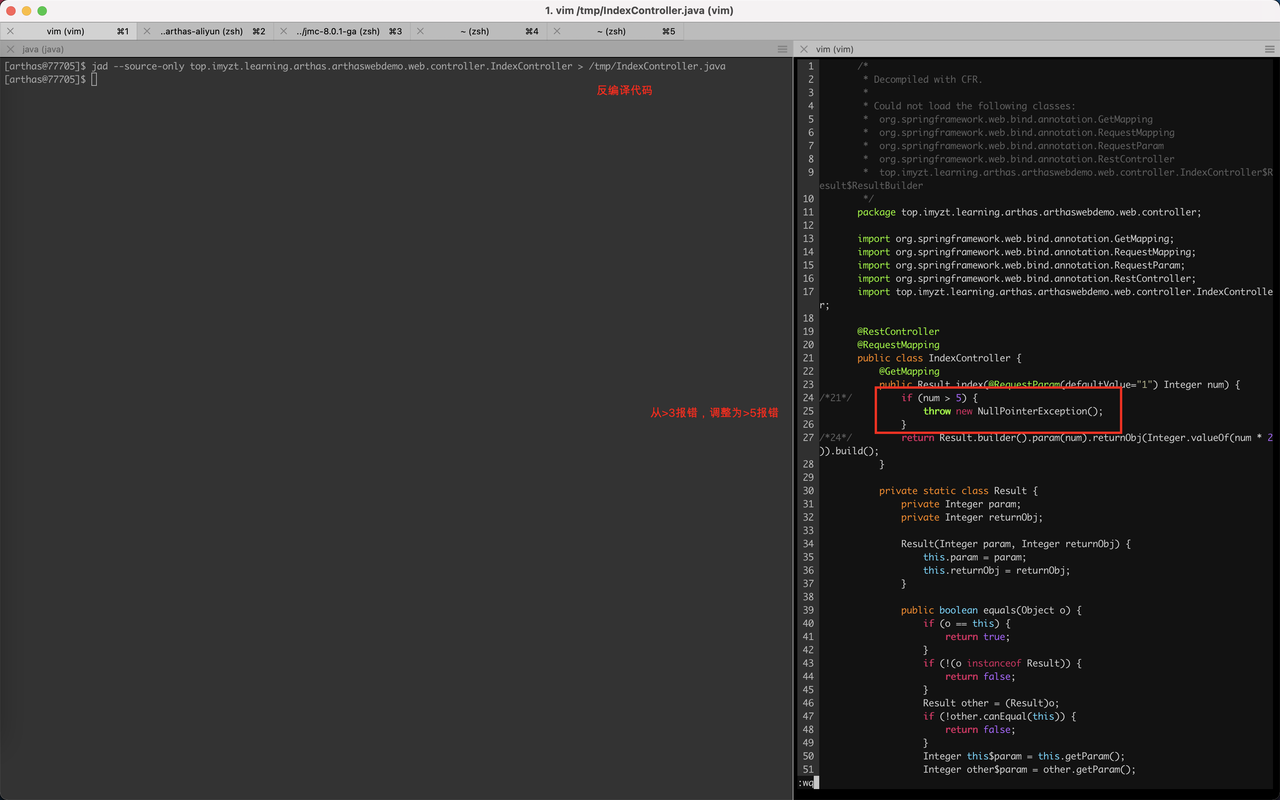 1. vim /tmp/IndexController.java (vim)
vim (vim) ⌘1
..arthas-aliyun (zsh) ⌘2
../jmc-8.0.1-ga (zsh) ⌘3
~ (zsh) ⌘4
~ (zsh) ⌘5
java (java)
[arthas@77705]$ jad --source-only top.imyzt.learning.arthas.arthaswebdemo.web.controller.IndexController > /tmp/IndexController.java
[arthas@77705]$
反编译代码
从>3报错，调整为>5报错
vim (vim)
1 /*
2 * Decompiled with CFR.
3 *
4 * Could not load the following classes:
5 * org.springframework.web.bind.annotation.GetMapping
6 * org.springframework.web.bind.annotation.RequestMapping
7 * org.springframework.web.bind.annotation.RequestParam
8 * org.springframework.web.bind.annotation.RestController
9 * top.imyzt.learning.arthas.arthaswebdemo.web.controller.IndexController$R
esult$ResultBuilder
10 */
11 package top.imyzt.learning.arthas.arthaswebdemo.web.controller;
12
13 import org.springframework.web.bind.annotation.GetMapping;
14 import org.springframework.web.bind.annotation.RequestMapping;
15 import org.springframework.web.bind.annotation.RequestParam;
16 import org.springframework.web.bind.annotation.RestController;
17 import top.imyzt.learning.arthas.arthaswebdemo.web.controller.IndexControlle
r;
18
19 @RestController
20 @RequestMapping
21 public class IndexController {
22 @GetMapping
23 public Result index(@RequestParam(defaultValue="1") Integer num) {
24 /*21*/ if (num > 5) {
25 throw new NullPointerException();
26 }
27 /*24*/ return Result.builder().param(num).returnObj(Integer.valueOf(num * 2
)).build();
28 }
29
30 private static class Result {
31 private Integer param;
32 private Integer returnObj;
33
34 Result(Integer param, Integer returnObj) {
35 this.param = param;
36 this.returnObj = returnObj;
37 }
38
39 public boolean equals(Object o) {
40 if (o == this) {
41 return true;
42 }
43 if (!(o instanceof Result)) {
44 return false;
45 }
46 Result other = (Result)o;
47 if (!other.canEqual(this)) {
48 return false;
49 }
50 Integer this$param = this.getParam();
51 Integer other$param = other.getParam();
:wq